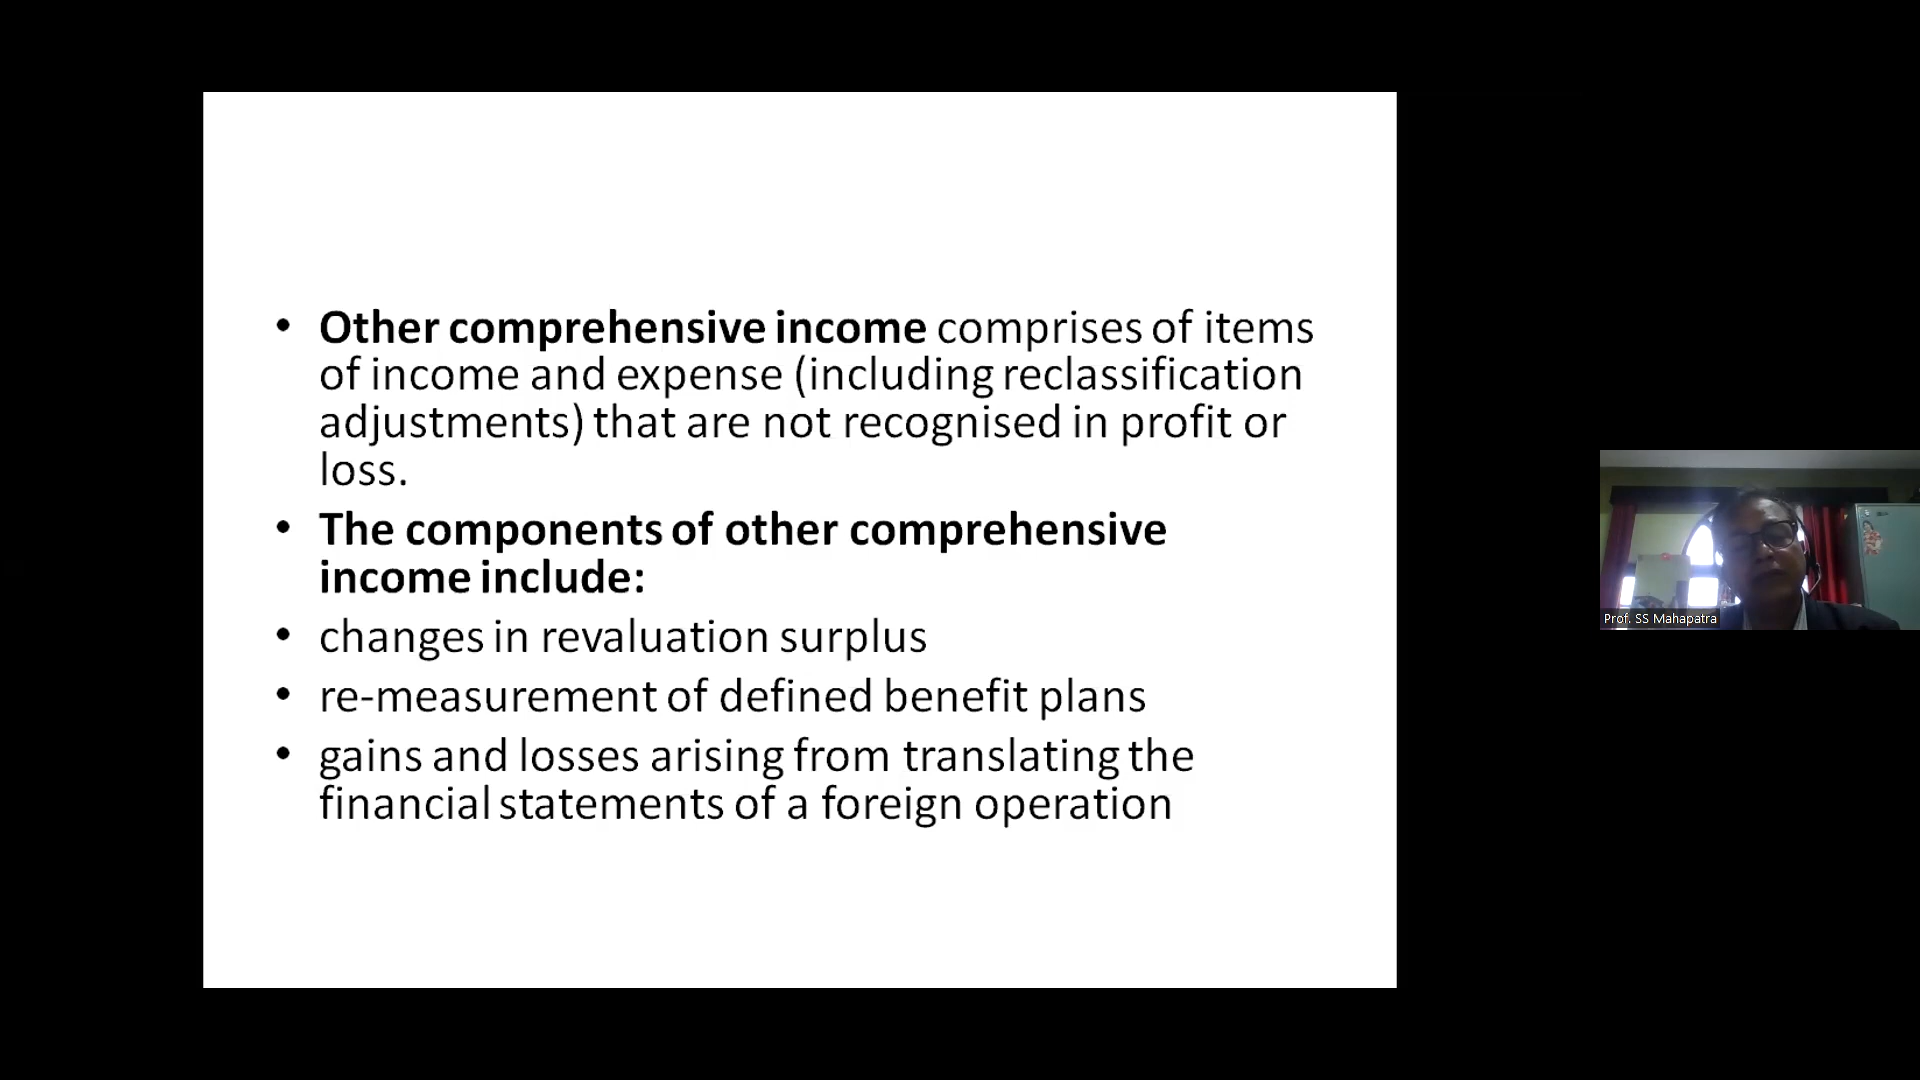 • Other comprehensive income comprises of items
of income and expense (including reclassification
adjustments) that are not recognised in profit or
loss.
• The components of other comprehensive
income include:
• changes in revaluation surplus
• re-measurement of defined benefit plans
• gains and losses arising from translating the
financial statements of a foreign operation
Prof. SS Mahapatra